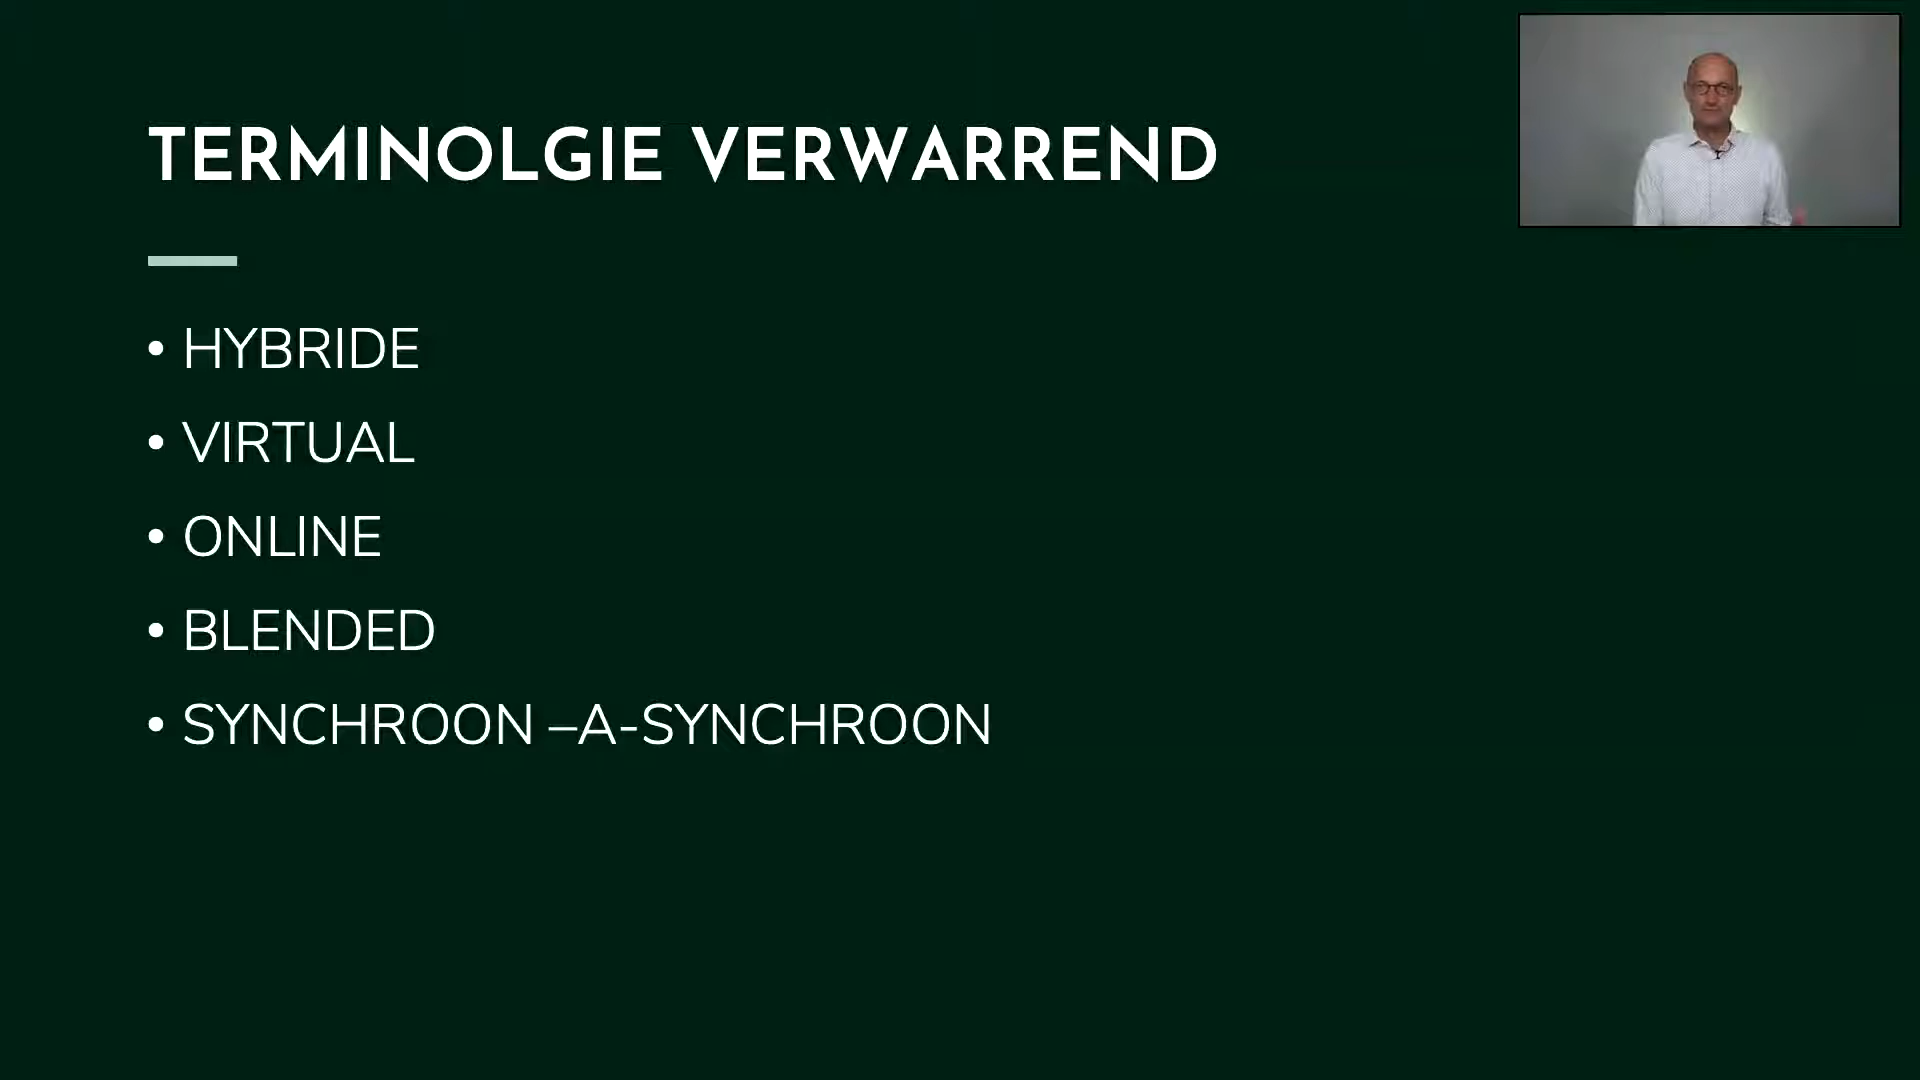 TERMINOLGIE VERWARREND
• HYBRIDE
• VIRTUAL
• ONLINE
• BLENDED
• SYNCHROON –A-SYNCHROON